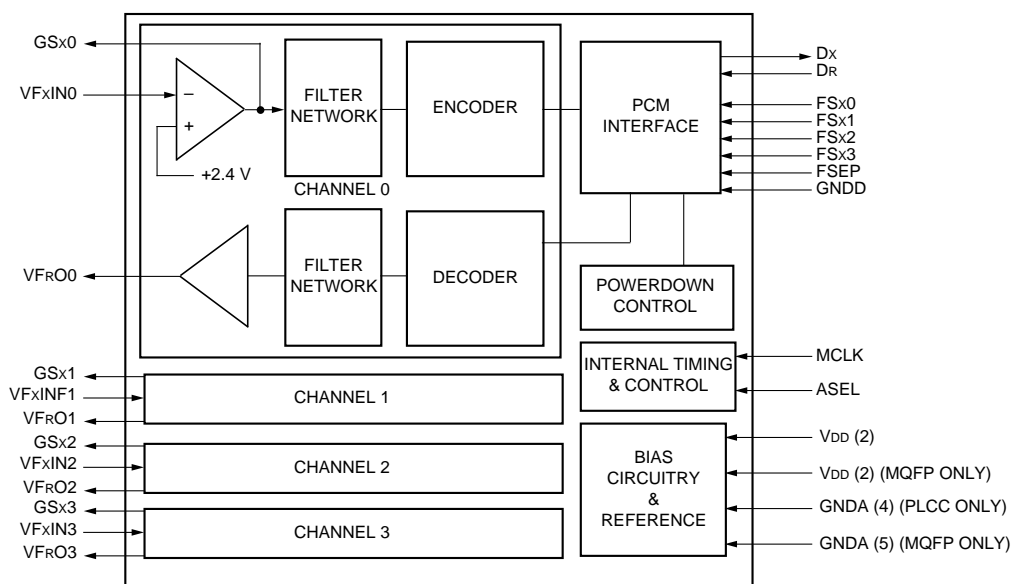 GSX0
VFXIN0
+2.4 V
FILTER
NETWORK
ENCODER
CHANNEL 0
PCM
INTERFACE
DX
DR
FSX0
FSX1
FSX2
FSX3
FSEP
GNDD
VFRO0
FILTER
NETWORK
DECODER
POWERDOWN
CONTROL
INTERNAL TIMING
& CONTROL
MCLK
ASEL
GSX1
VFXINF1
VFRO1
CHANNEL 1
GSX2
VFXIN2
VFRO2
CHANNEL 2
GSX3
VFXIN3
VFRO3
CHANNEL 3
BIAS
CIRCUITRY
&
REFERENCE
VDD (2)
VDD (2) (MQFP ONLY)
GNDA (4) (PLCC ONLY)
GNDA (5) (MQFP ONLY)
–
+